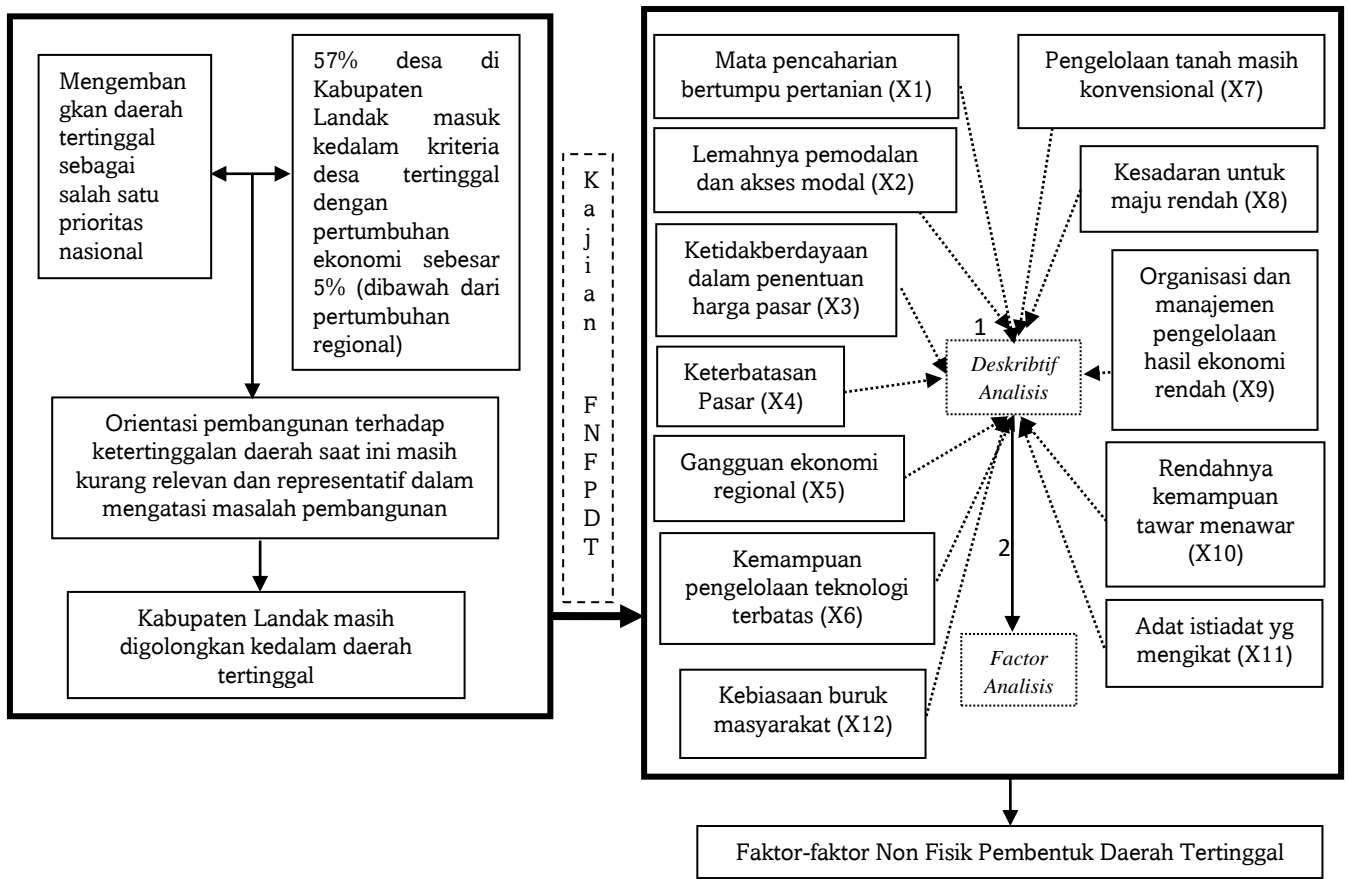 Mengemban
gkan daerah
tertinggal
sebagai
salah satu
prioritas
nasional
57% desa di
Kabupaten
Landak masuk
kedalam kriteria
desa tertinggal
dengan
pertumbuhan
ekonomi sebesar
5% (dibawah dari
pertumbuhan
regional)
Orientasi pembangunan terhadap
ketertinggalan daerah saat ini masih
kurang relevan dan representatif dalam
mengatasi masalah pembangunan
Kabupaten Landak masih
digolongkan kedalam daerah
tertinggal
K
a
j
i
a
n
F
N
F
P
D
T
Mata pencaharian
bertumpu pertanian (X1)
Lemahnya pemodalan
dan akses modal (X2)
Ketidakberdayaan
dalam penentuan
harga pasar (X3)
Keterbatasan
Pasar (X4)
Gangguan ekonomi
regional (X5)
Kemampuan
pengelolaan teknologi
terbatas (X6)
Kebiasaan buruk
masyarakat (X12)
1
Deskribtif
Analisis
2
Factor
Analisis
Pengelolaan tanah masih
konvensional (X7)
Kesadaran untuk
maju rendah (X8)
Organisasi dan
manajemen
pengelolaan
hasil ekonomi
rendah (X9)
Rendahnya
kemampuan
tawar menawar
(X10)
Adat istiadat yg
mengikat (X11)
Faktor-faktor Non Fisik Pembentuk Daerah Tertinggal